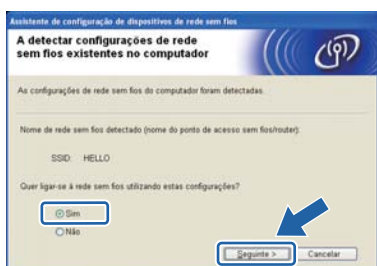 Assistente de configuração de dispositivos de rede sem fios
A detectar configurações de rede
sem fios existentes no computador
As configurações de rede sem fios do computador foram detectadas.
Nome de rede sem fios detectado (nome do ponto de acesso sem fios/router):
SSID: HELLO
Quer ligar-se à rede sem fios utilizando estas configurações?
Sim
Não
Seguinte > Cancelar